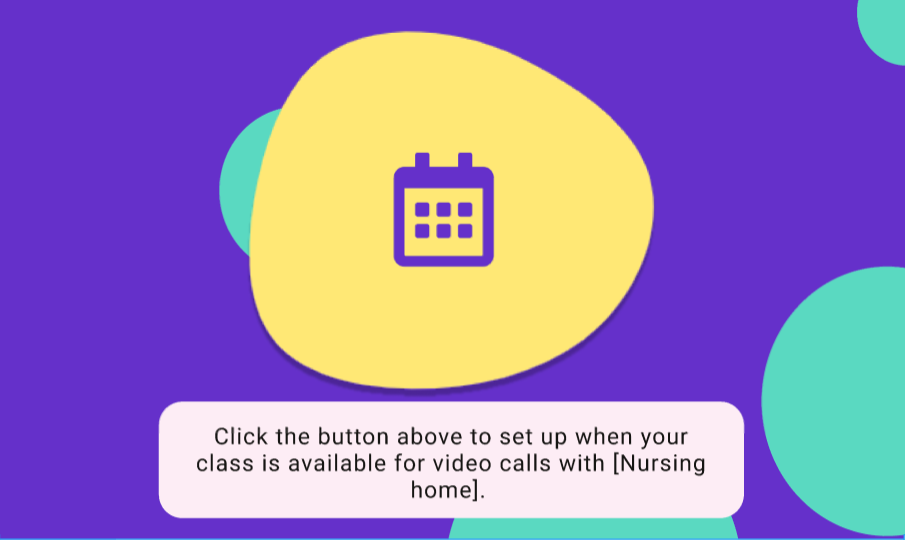 Click the button above to set up when your
class is available for video calls with [Nursing
home].